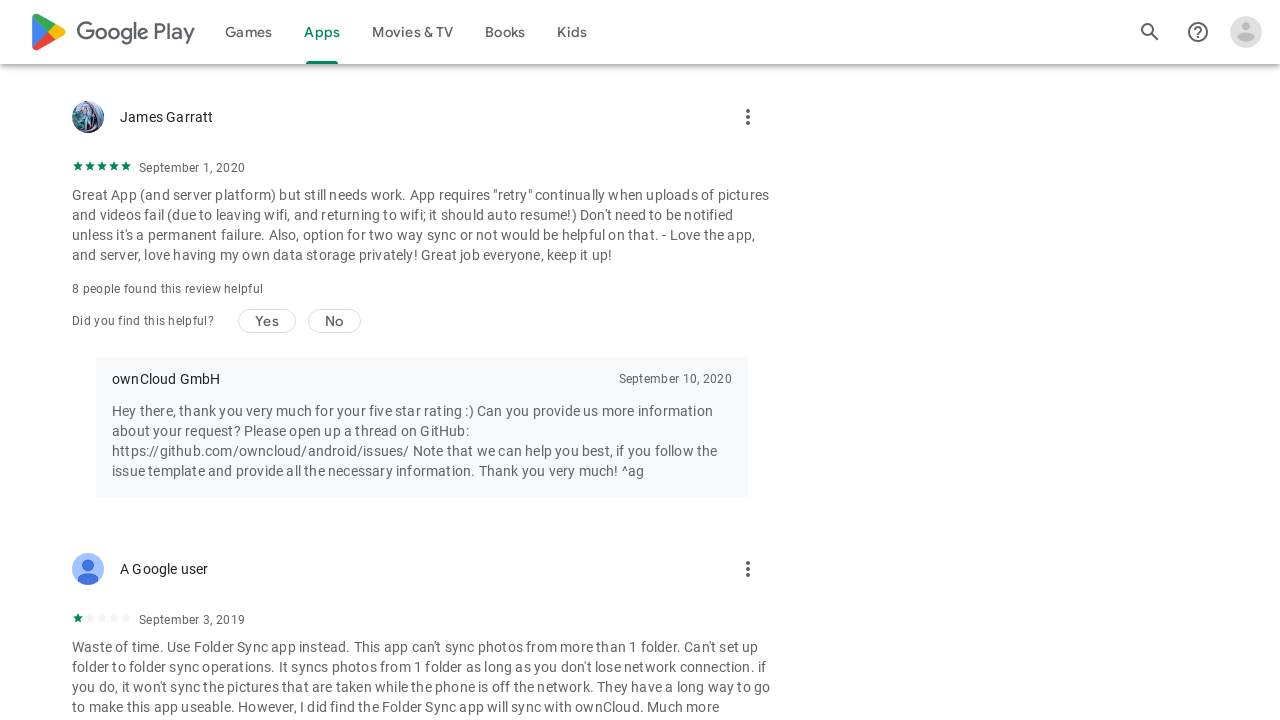 Google Play Games Apps Movies & TV Books Kids
James Garratt
September 1, 2020
Great App (and server platform) but still needs work. App requires "retry" continually when uploads of pictures
and videos fail (due to leaving wifi, and returning to wifi; it should auto resume!) Don't need to be notified
unless it's a permanent failure. Also, option for two way sync or not would be helpful on that. - Love the app,
and server, love having my own data storage privately! Great job everyone, keep it up!
8 people found this review helpful
Did you find this helpful? Yes No
ownCloud GmbH September 10, 2020
Hey there, thank you very much for your five star rating :) Can you provide us more information
about your request? Please open up a thread on GitHub:
https://github.com/owncloud/android/issues/ Note that we can help you best, if you follow the
issue template and provide all the necessary information. Thank you very much! ^ag
A Google user
September 3, 2019
Waste of time. Use Folder Sync app instead. This app can't sync photos from more than 1 folder. Can't set up
folder to folder sync operations. It syncs photos from 1 folder as long as you don't lose network connection. if
you do, it won't sync the pictures that are taken while the phone is off the network. They have a long way to go
to make this app useable. However, I did find the Folder Sync app will sync with ownCloud. Much more